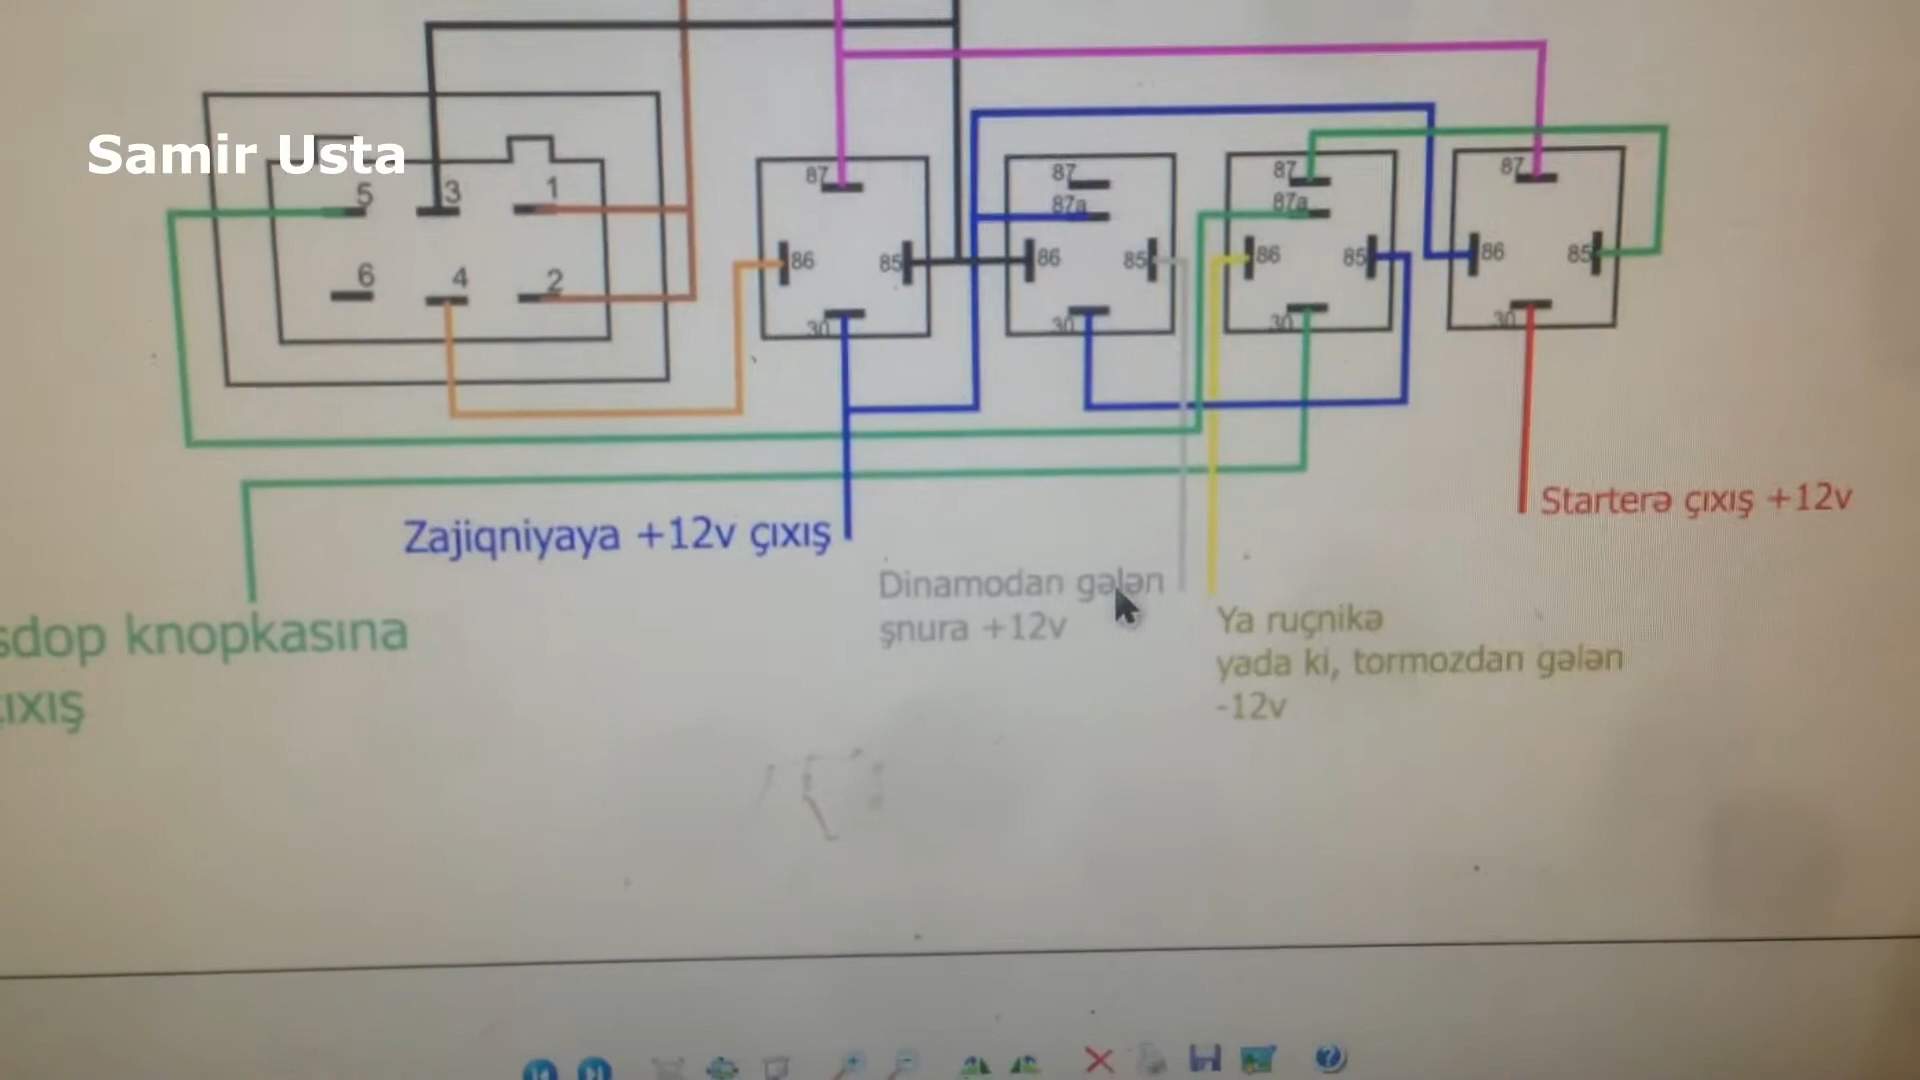 Samir Usta
5 3 1
6 4 2
87
86 85
30
87
87a
86 85
30
87
87a
86 85
30
87
86 85
30
Zajiqniyaya +12v çıxış
Starterə çıxış +12v
Dinamodan gələn
şnura +12v
Ya ruçnikə
yada ki, tormozdan gələn
-12v
sdop knopkasına
çıxış